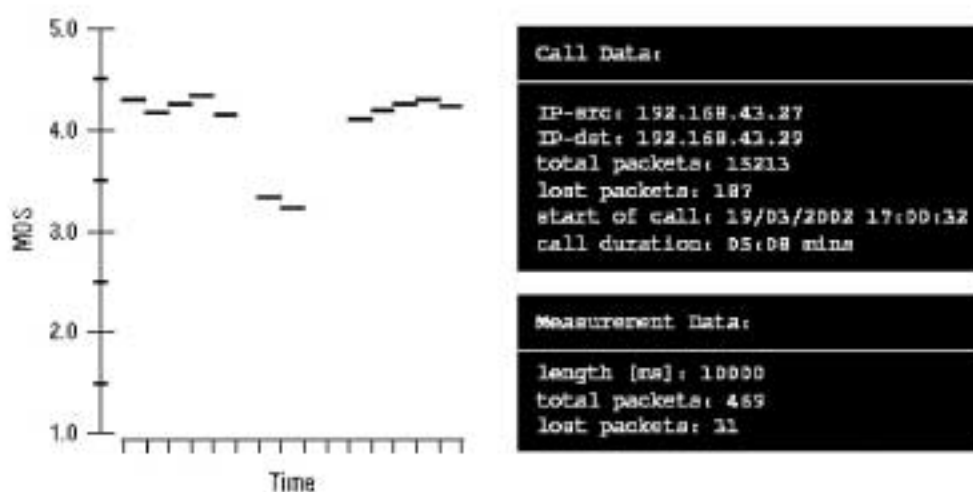 5.0
4.0
3.0
2.0
1.0
MOS
Time
Call Data:
IP-src: 192.168.43.27
IP-dst: 192.168.43.29
total packets: 15213
lost packets: 187
start of call: 19/03/2002 17:00:32
call duration: 05:08 mins
Measurement Data:
length [ms]: 10000
total packets: 469
lost packets: